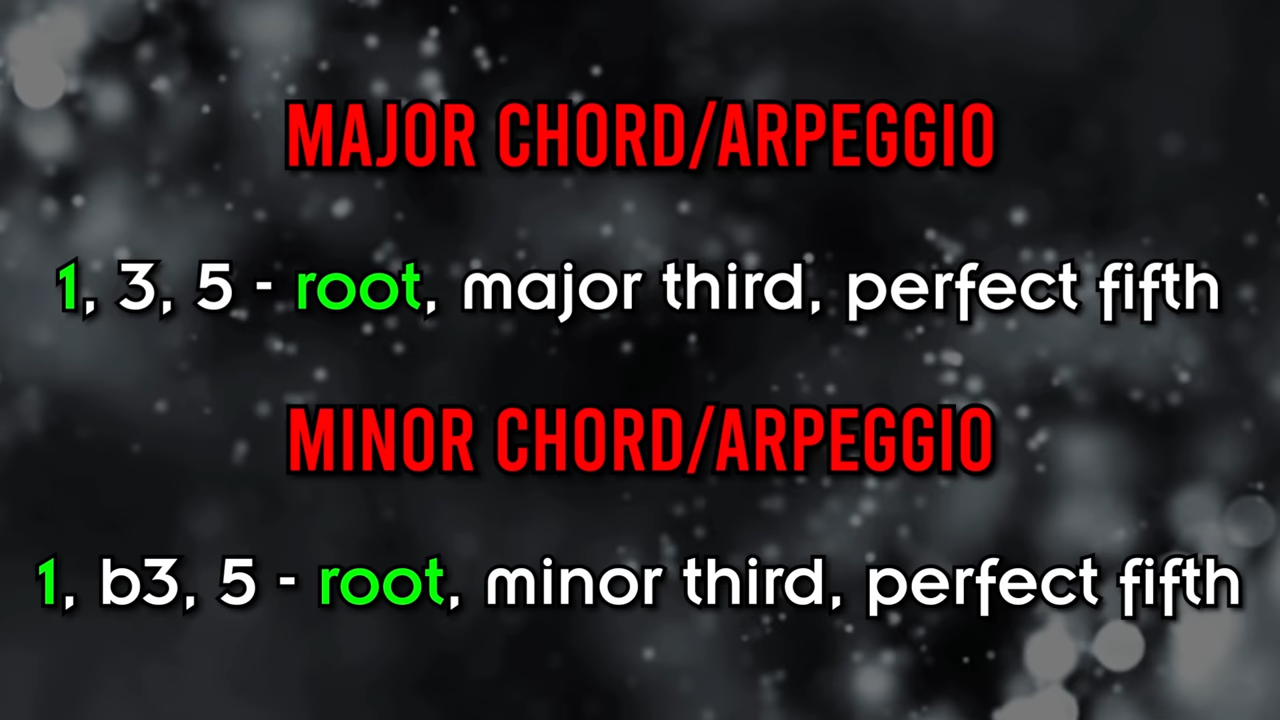 MAJOR CHORD/ARPEGGIO
1, 3, 5 - root, major third, perfect fifth
MINOR CHORD/ARPEGGIO
1, b3, 5 - root, minor third, perfect fifth